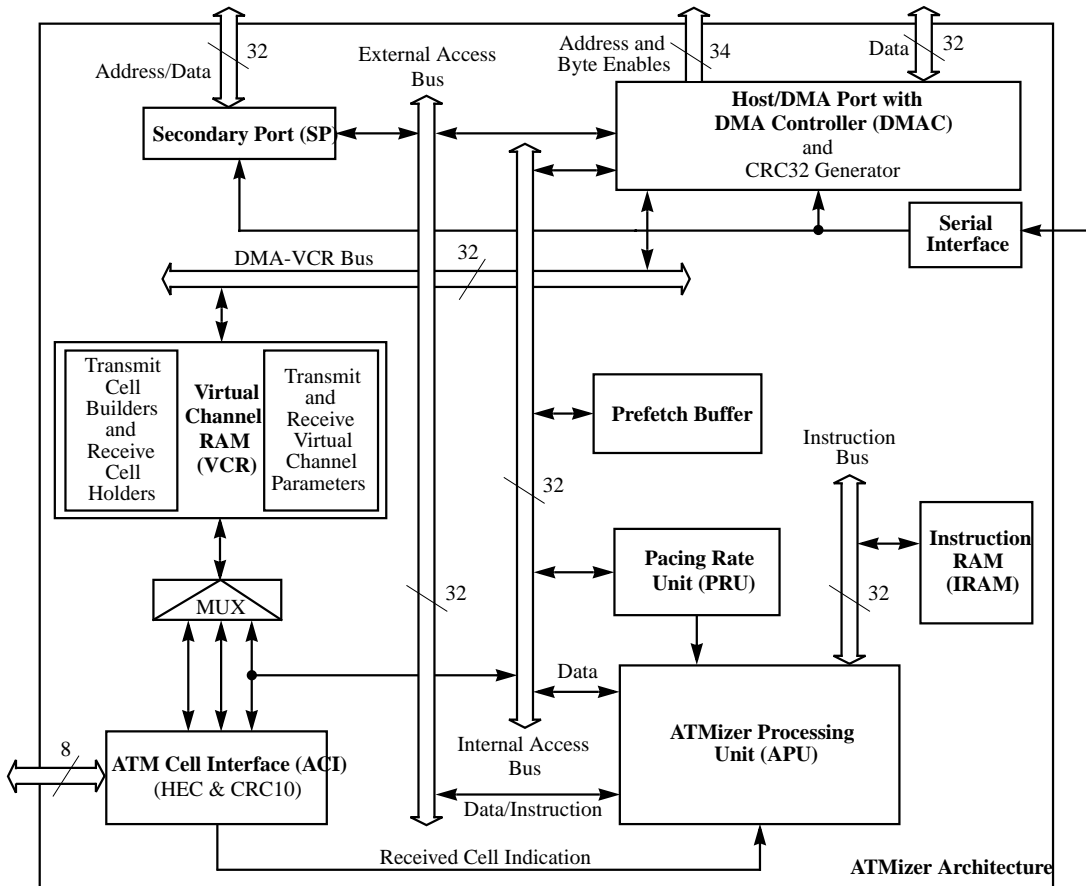 32
Address/Data
External Access
Bus
Address and
Byte Enables
34
Data
32
Secondary Port (SP)
Host/DMA Port with
DMA Controller (DMAC)
and
CRC32 Generator
Serial
Interface
DMA-VCR Bus
32
Transmit
Cell
Builders
and
Receive
Cell
Holders
Virtual
Channel
RAM
(VCR)
Transmit
and
Receive
Virtual
Channel
Parameters
Prefetch Buffer
Instruction
Bus
32
Pacing Rate
Unit (PRU)
Instruction
RAM
(IRAM)
32
32
MUX
Data
ATMizer Processing
Unit (APU)
Internal Access
Bus
8
ATM Cell Interface (ACI)
(HEC & CRC10)
Data/Instruction
Received Cell Indication
ATMizer Architecture